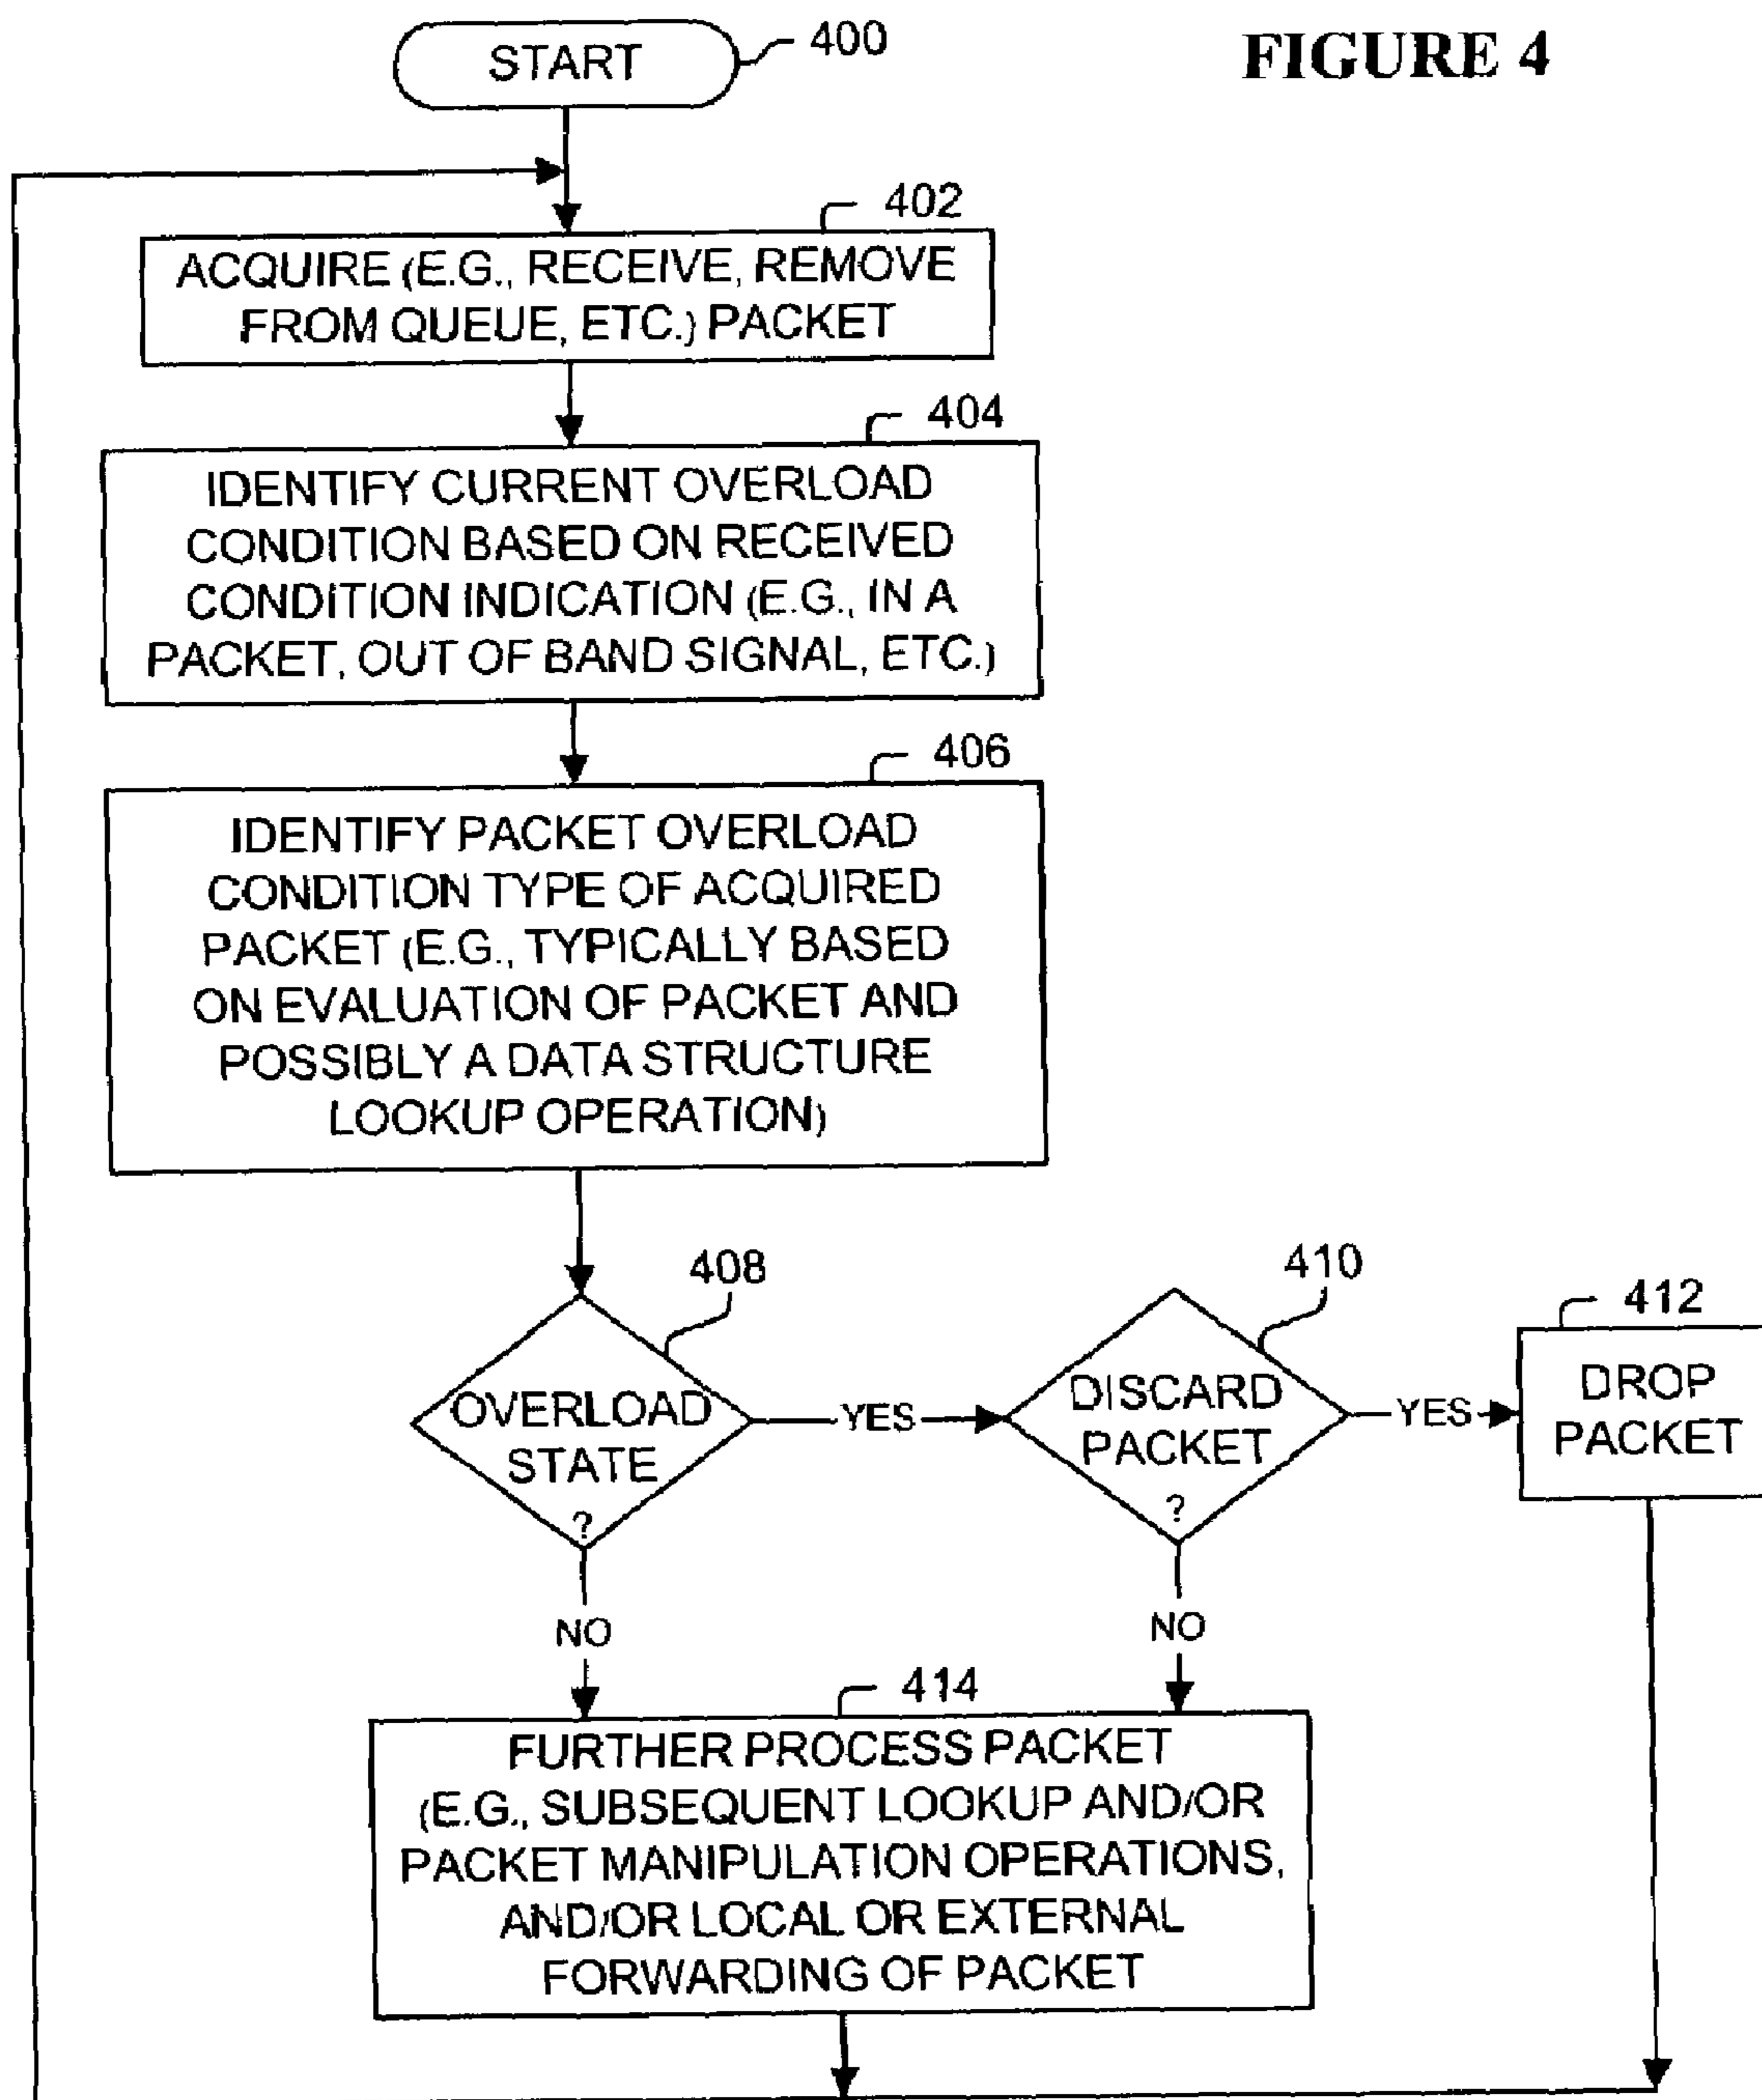 FIGURE 4
START
400
402
ACQUIRE (E.G., RECEIVE, REMOVE
FROM QUEUE, ETC.) PACKET
404
IDENTIFY CURRENT OVERLOAD
CONDITION BASED ON RECEIVED
CONDITION INDICATION (E.G., IN A
PACKET, OUT OF BAND SIGNAL, ETC.)
406
IDENTIFY PACKET OVERLOAD
CONDITION TYPE OF ACQUIRED
PACKET (E.G., TYPICALLY BASED
ON EVALUATION OF PACKET AND
POSSIBLY A DATA STRUCTURE
LOOKUP OPERATION)
408
OVERLOAD
STATE
?
YES
NO
410
DISCARD
PACKET
?
YES
NO
412
DROP
PACKET
414
FURTHER PROCESS PACKET
(E.G., SUBSEQUENT LOOKUP AND/OR
PACKET MANIPULATION OPERATIONS,
AND/OR LOCAL OR EXTERNAL
FORWARDING OF PACKET